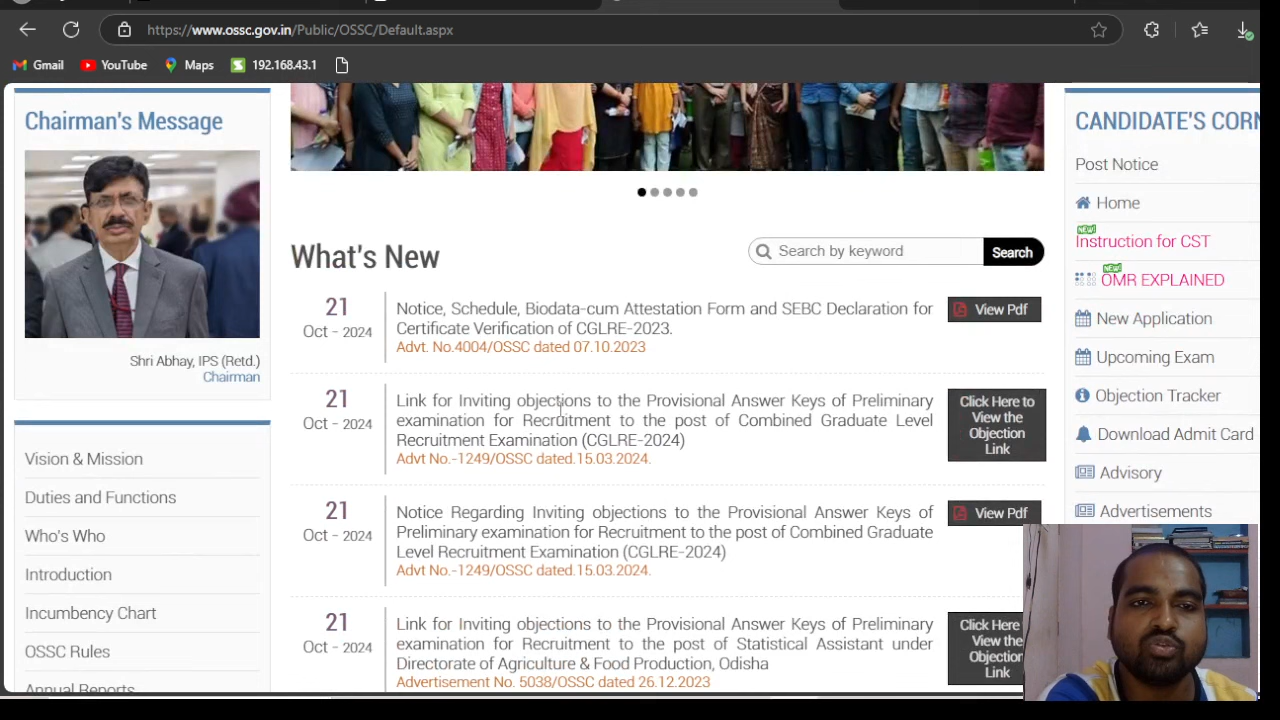 https://www.ossc.gov.in/Public/OSSC/Default.aspx
Gmail
YouTube
Maps
192.168.43.1
Chairman's Message
Shri Abhay, IPS (Retd.)
Chairman
Vision & Mission
Duties and Functions
Who's Who
Introduction
Incumbency Chart
OSSC Rules
Annual Reports
What's New
Search by keyword
Search
21
Oct - 2024
Notice, Schedule, Biodata-cum Attestation Form and SEBC Declaration for
Certificate Verification of CGLRE-2023.
Advt. No.4004/OSSC dated 07.10.2023
View Pdf
21
Oct - 2024
Link for Inviting objections to the Provisional Answer Keys of Preliminary
examination for Recruitment to the post of Combined Graduate Level
Recruitment Examination (CGLRE-2024)
Advt No.-1249/OSSC dated.15.03.2024.
Click Here to
View the
Objection
Link
21
Oct - 2024
Notice Regarding Inviting objections to the Provisional Answer Keys of
Preliminary examination for Recruitment to the post of Combined Graduate
Level Recruitment Examination (CGLRE-2024)
Advt No.-1249/OSSC dated.15.03.2024.
View Pdf
21
Oct - 2024
Link for Inviting objections to the Provisional Answer Keys of Preliminary
examination for Recruitment to the post of Statistical Assistant under
Directorate of Agriculture & Food Production, Odisha
Advertisement No. 5038/OSSC dated 26.12.2023
Click Here
View the
Objection
Link
CANDIDATE'S CORN
Post Notice
Home
NEW
Instruction for CST
NEW
OMR EXPLAINED
New Application
Upcoming Exam
Objection Tracker
Download Admit Card
Advisory
Advertisements